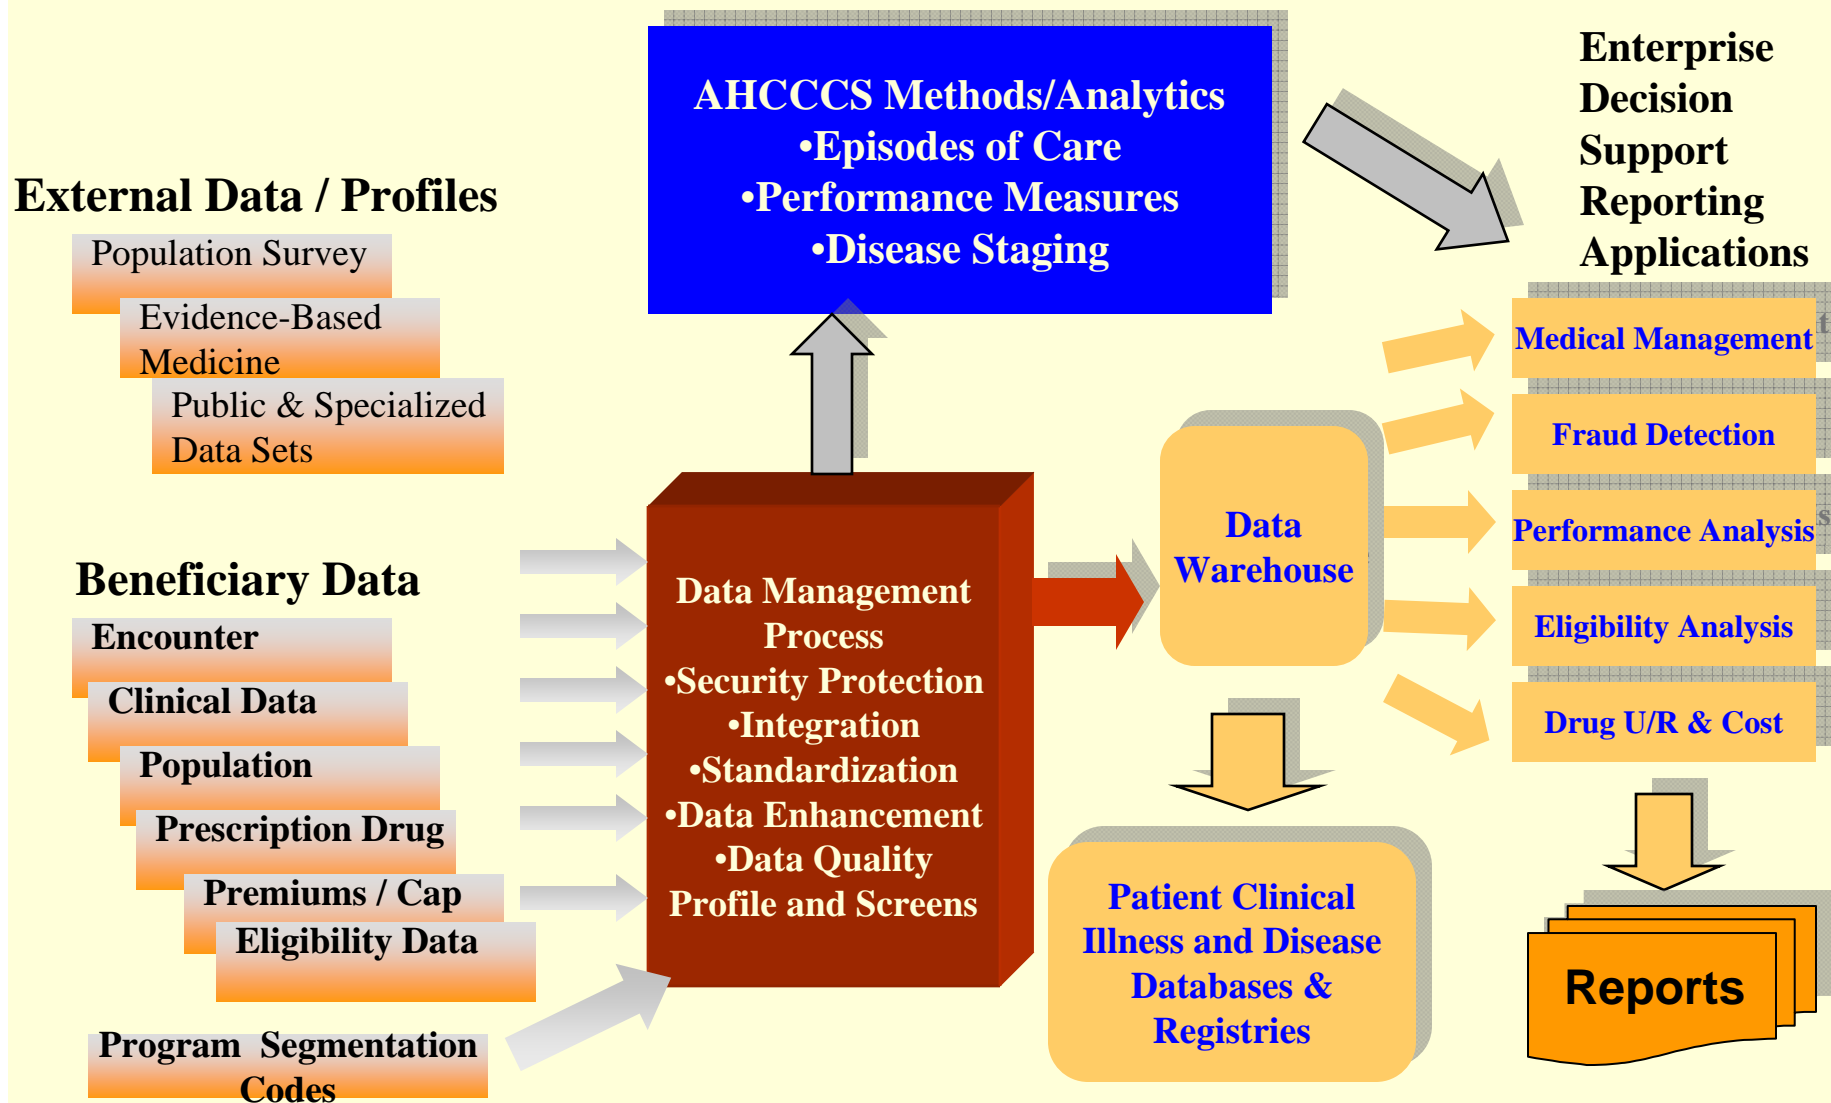 External Data / Profiles
Population Survey
Evidence-Based
Medicine
Public & Specialized
Data Sets
Beneficiary Data
Encounter
Clinical Data
Population
Prescription Drug
Premiums / Cap
Eligibility Data
Program  Segmentation
Codes
AHCCCS Methods/Analytics
•Episodes of Care
•Performance Measures
•Disease Staging
Data Management
Process
•Security Protection
•Integration
•Standardization
•Data Enhancement
•Data Quality
Profile and Screens
Data
Warehouse
Patient Clinical
Illness and Disease
Databases &
Registries
Enterprise
Decision
Support
Reporting
Applications
Medical Management
Fraud Detection
Performance Analysis
Eligibility Analysis
Drug U/R & Cost
Reports